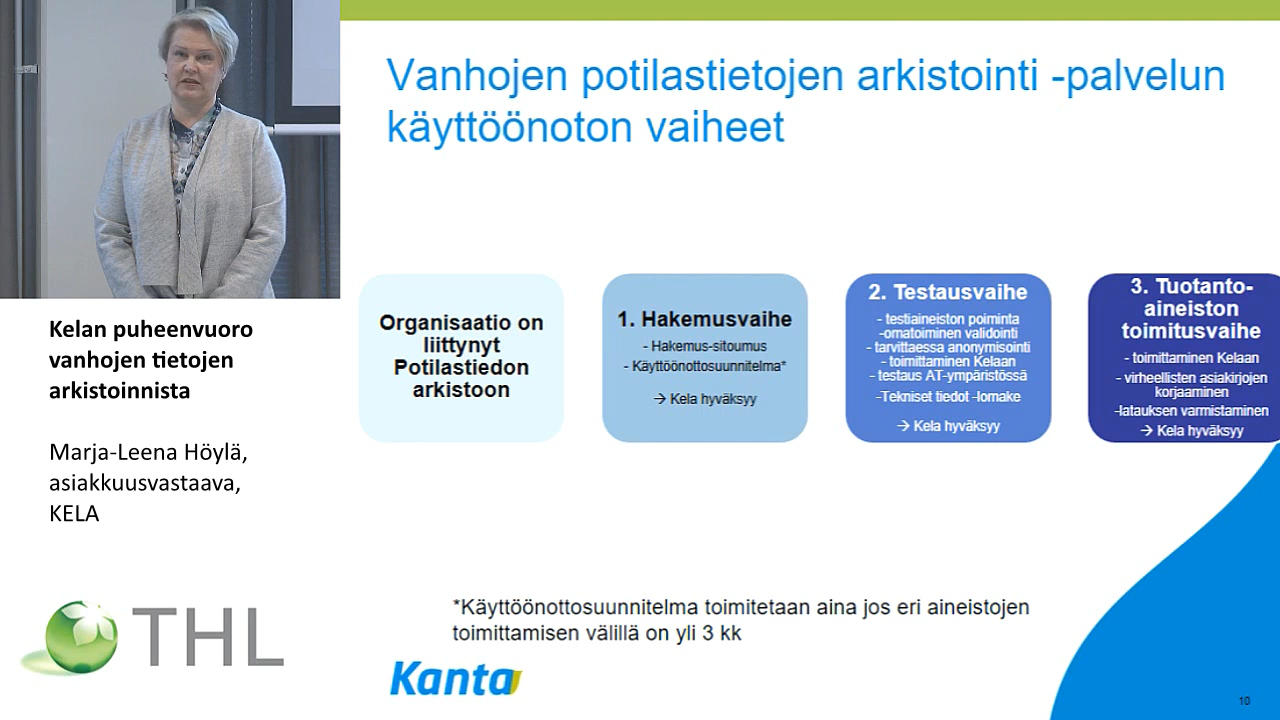 Vanhojen potilastietojen arkistointi -palvelun
käyttöönoton vaiheet
Organisaatio on
liittynyt
Potilastiedon
arkistoon
1. Hakemusvaihe
- Hakemus-sitoumus
- Käyttöönottosuunnitelma*
→ Kela hyväksyy
2. Testausvaihe
- testiaineiston poiminta
-omatoiminen validointi
- tarvittaessa anonymisointi
- toimittaminen Kelaan
- testaus AT-ympäristössä
-Tekniset tiedot -lomake
→ Kela hyväksyy
3. Tuotanto-
aineiston
toimitusvaihe
- toimittaminen Kelaan
- virheellisten asiakirjojen
korjaaminen
-latauksen varmistaminen
→ Kela hyväksyy
Kelan puheenvuoro
vanhojen tietojen
arkistoinnista
Marja-Leena Höylä,
asiakkuusvastaava,
KELA
THL
*Käyttöönottosuunnitelma toimitetaan aina jos eri aineistojen
toimittamisen välillä on yli 3 kk
Kanta
10